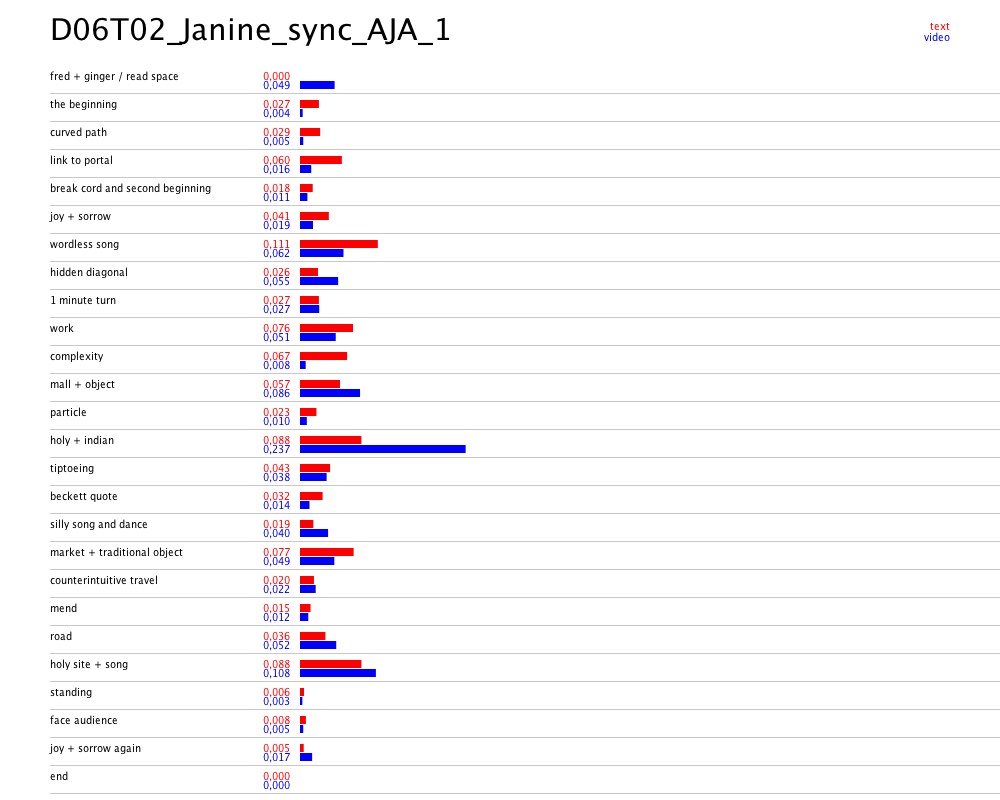 D06T02_Janine_sync_AJA_1
text
video
fred + ginger / read space 0,000
0,049
the beginning 0,027
0,004
curved path 0,029
0,005
link to portal 0,060
0,016
break cord and second beginning 0,018
0,011
joy + sorrow 0,041
0,019
wordless song 0,111
0,062
hidden diagonal 0,026
0,055
1 minute turn 0,027
0,027
work 0,076
0,051
complexity 0,067
0,008
mall + object 0,057
0,086
particle 0,023
0,010
holy + indian 0,088
0,237
tiptoeing 0,043
0,038
beckett quote 0,032
0,014
silly song and dance 0,019
0,040
market + traditional object 0,077
0,049
counterintuitive travel 0,020
0,022
mend 0,015
0,012
road 0,036
0,052
holy site + song 0,088
0,108
standing 0,006
0,003
face audience 0,008
0,005
joy + sorrow again 0,005
0,017
end 0,000
0,000